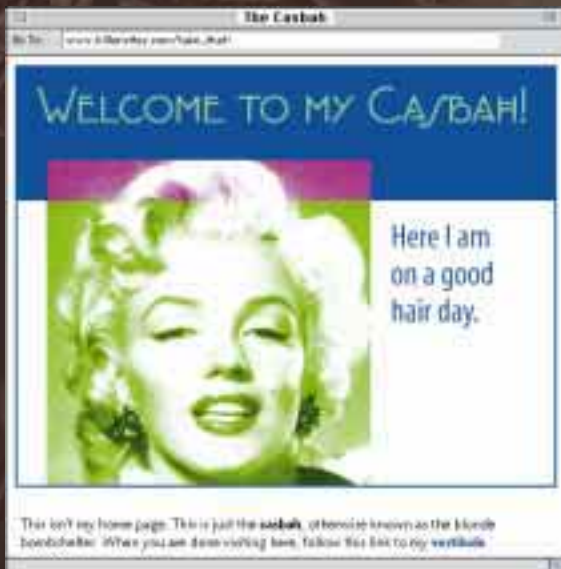 The Casbah
Go To:
WELCOME TO MY CASBAH!
Here I am
on a good
hair day.
This isn't my home page. This is just the casbah, otherwise known as the blonde
bombshelter. When you are done visiting here, follow this link to my vestibule